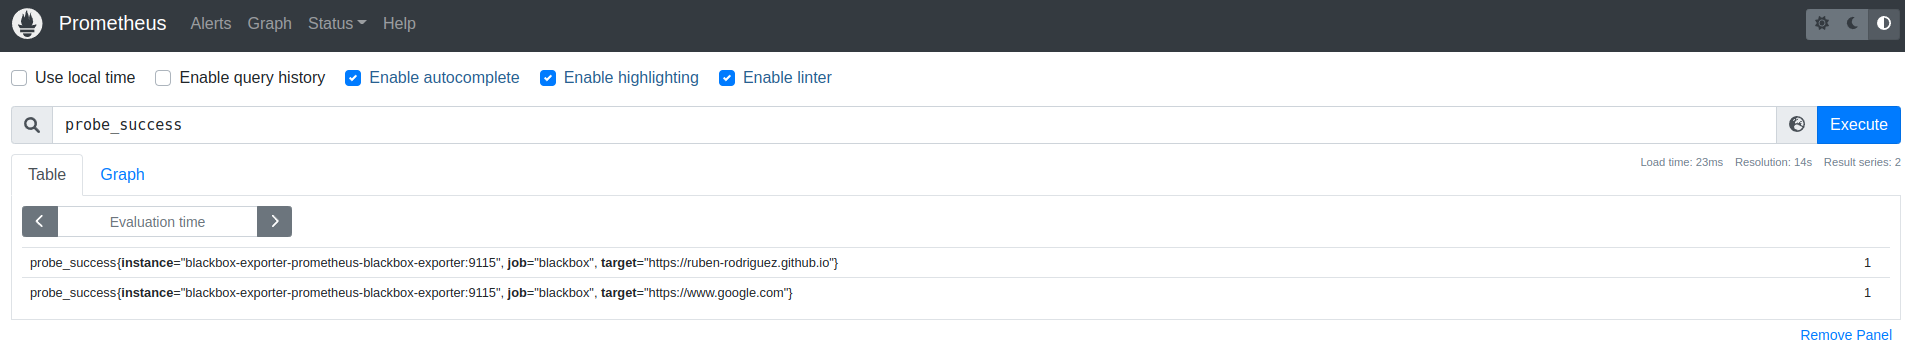 Prometheus Alerts Graph Status Help
Use local time Enable query history Enable autocomplete Enable highlighting Enable linter
probe_success Execute
Table Graph Load time: 23ms Resolution: 14s Result series: 2
Evaluation time
probe_success{instance="blackbox-exporter-prometheus-blackbox-exporter:9115", job="blackbox", target="https://ruben-rodriguez.github.io"} 1
probe_success{instance="blackbox-exporter-prometheus-blackbox-exporter:9115", job="blackbox", target="https://www.google.com"} 1
Remove Panel